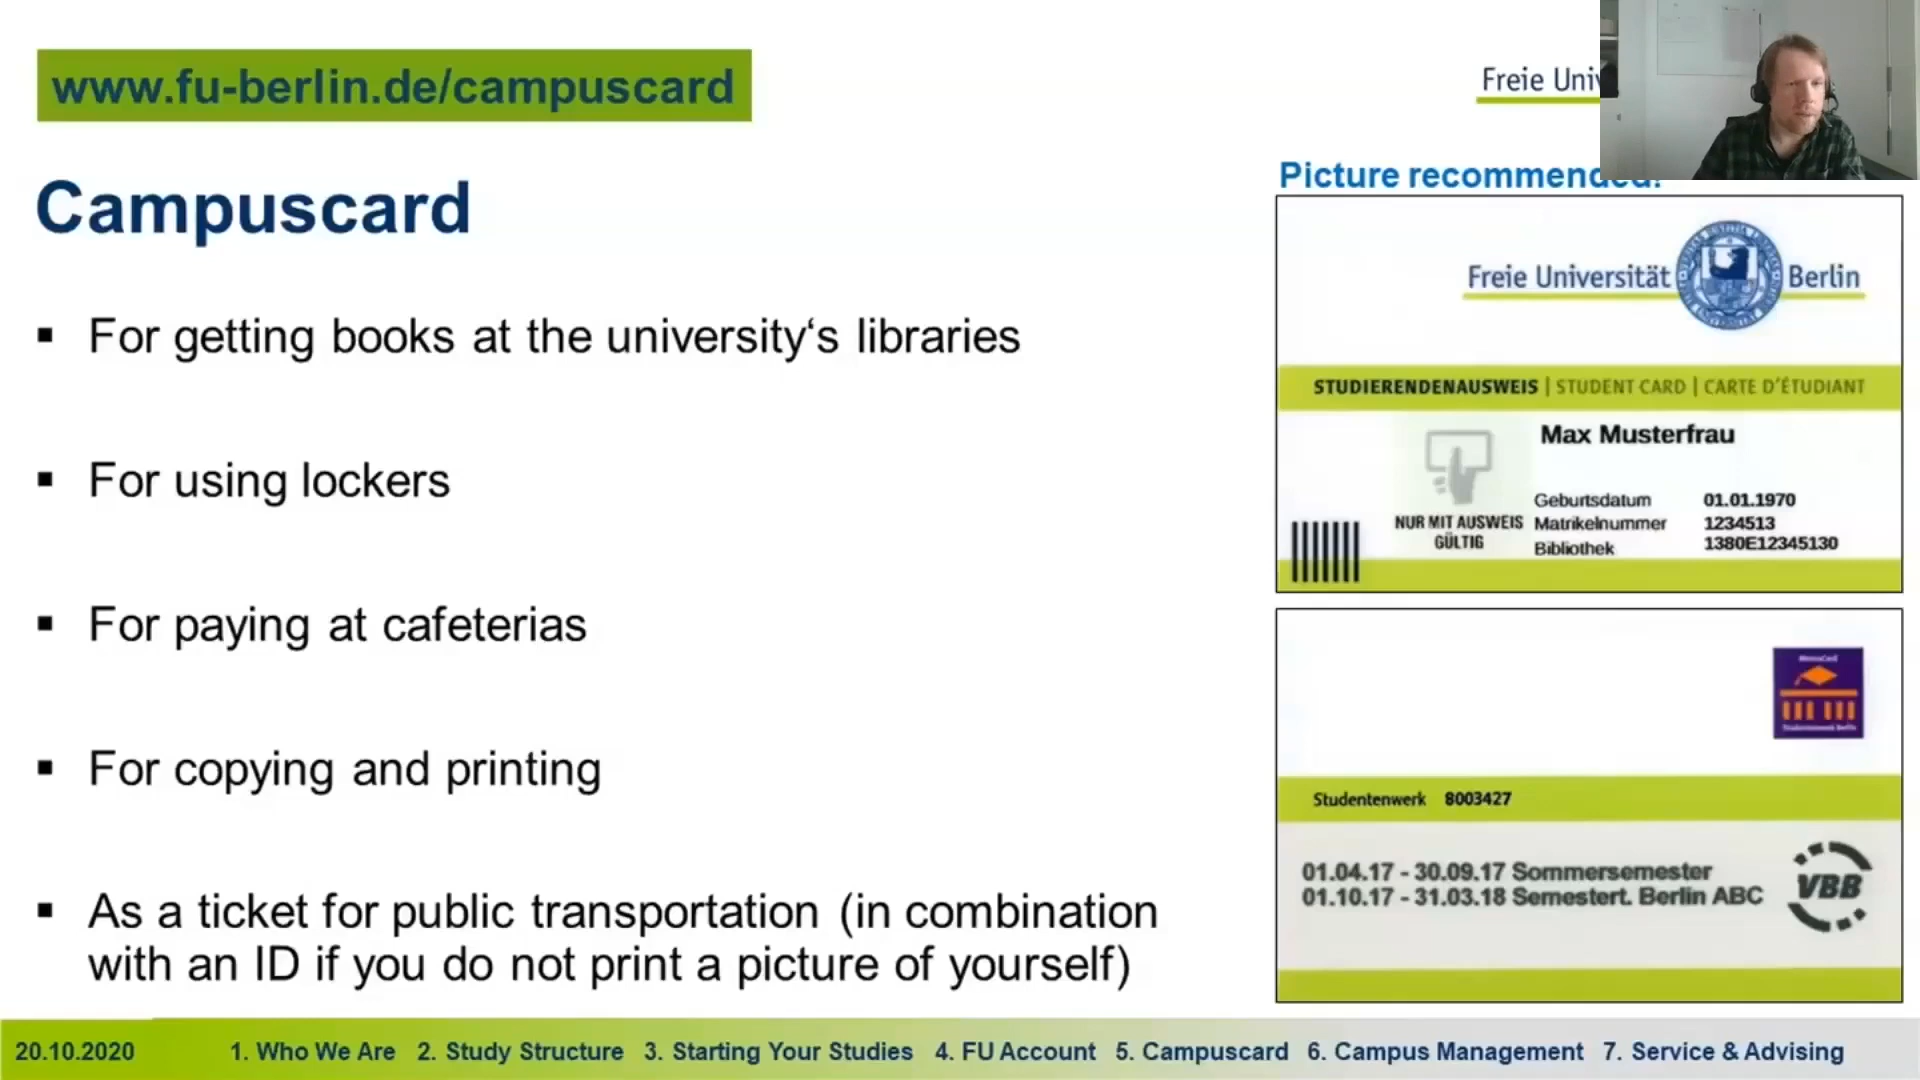 www.fu-berlin.de/campuscard
Freie Univ
Picture recommended!
Campuscard
▪ For getting books at the university‘s libraries
▪ For using lockers
▪ For paying at cafeterias
▪ For copying and printing
▪ As a ticket for public transportation (in combination
with an ID if you do not print a picture of yourself)
Freie Universität Berlin
STUDIERENDENAUSWEIS | STUDENT CARD | CARTE D'ÉTUDIANT
Max Musterfrau
NUR MIT AUSWEIS
GÜLTIG
Geburtsdatum 01.01.1970
Matrikelnummer 1234513
Bibliothek 1380E12345130
Studentenwerk 8003427
01.04.17 - 30.09.17 Sommersemester
01.10.17 - 31.03.18 Semestert. Berlin ABC
VBB
20.10.2020 1. Who We Are 2. Study Structure 3. Starting Your Studies 4. FU Account 5. Campuscard 6. Campus Management 7. Service & Advising